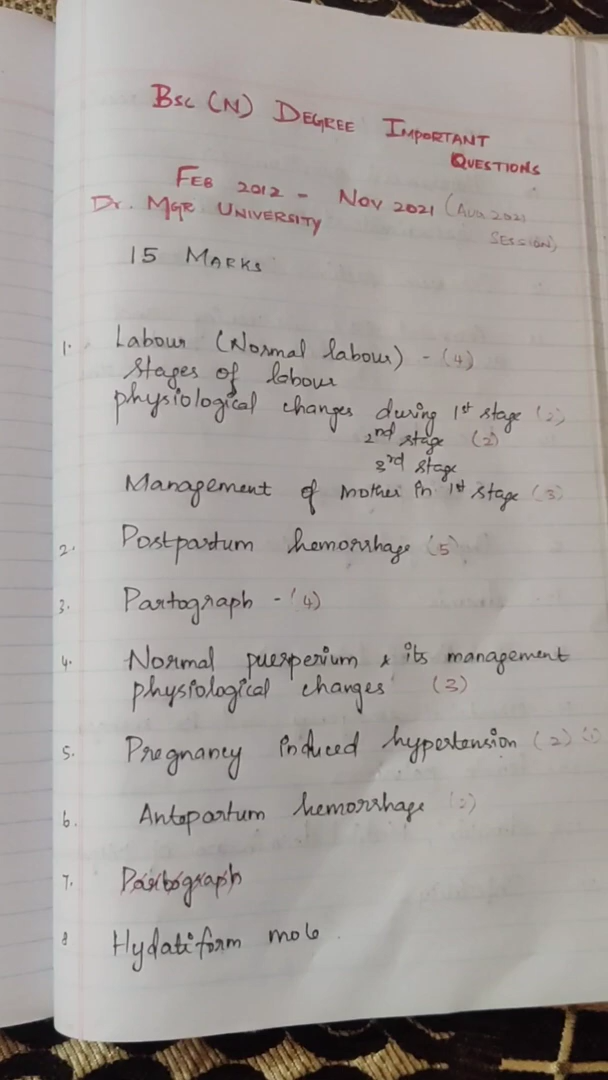 BSc (N) DEGREE IMPORTANT
QUESTIONS
FEB 2012 - NOV 2021 (AUG 2021
SESSION)
Dr. MGR UNIVERSITY
15 MARKS
1. Labour (Normal labour) - (4)
Stages of labour
physiological changes during 1st stage (2)
2nd stage (2)
3rd stage
Management of mother in 1st stage (3)
2. Postpartum hemorrhage (5)
3. Partograph - (4)
4. Normal puerperium & its management
physiological changes (3)
5. Pregnancy induced hypertension (2)
6. Antepartum hemorrhage (2)
7. Partograph
8 Hydatiform mole